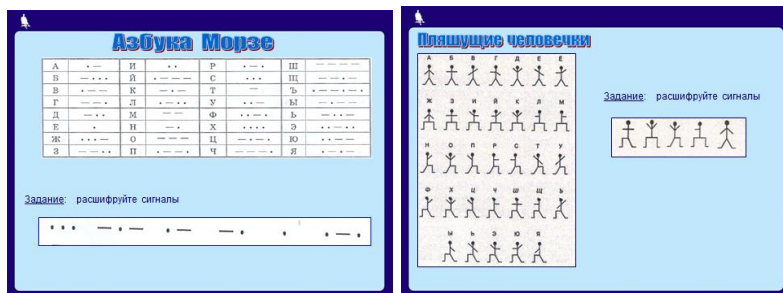 Азбука Морзе
А • — И • • Р • — • Ш — — — —
Б — • • • Й • — — — С • • • Щ — — • —
В • — — К — • — Т — Ъ • — — • — •
Г — — • Л • — • • У • • — Ы — • — —
Д — • • М — — Ф • • — • Ь — • • —
Е • Н — • Х • • • • Э • • — • •
Ж • • • — О — — — Ц — • — • Ю • • — —
З — — • • П • — — • Ч — — — • Я • — • —
Задание: расшифруйте сигналы
• • • — • — • — — • • • — •
Пляшущие человечки
А Б В Г Д Е Ё
Ж З И Й К Л М
Н О П Р С Т У
Ф Х Ц Ч Ш Щ Ь
Ы Ь Э Ю Я
Задание: расшифруйте сигналы